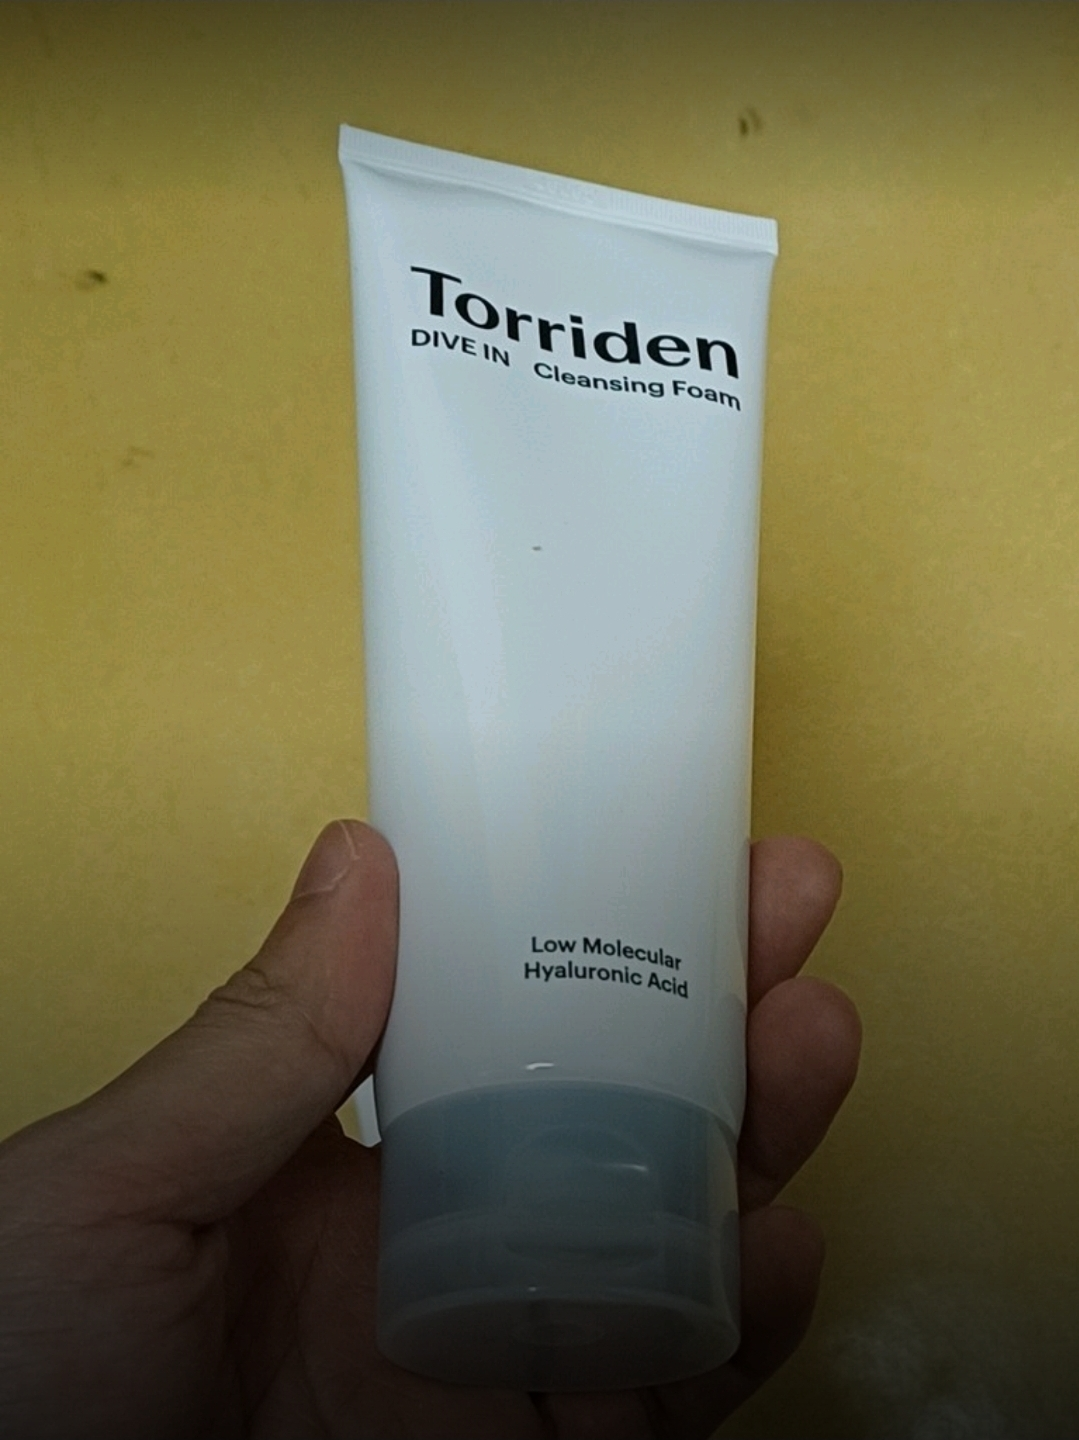 Torriden
DIVE IN Cleansing Foam
Low Molecular
Hyaluronic Acid